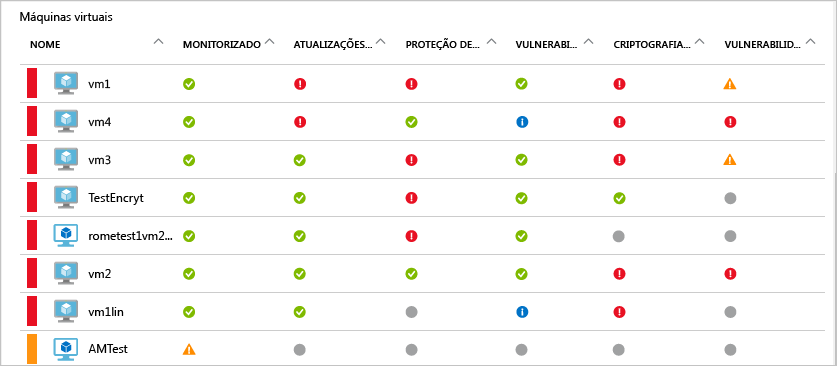 Máquinas virtuais
NOME MONITORIZADO ATUALIZAÇÕES... PROTEÇÃO DE... VULNERABI... CRIPTOGRAFIA... VULNERABILID...
vm1
vm4
vm3
TestEncryt
rometest1vm2...
vm2
vm1lin
AMTest